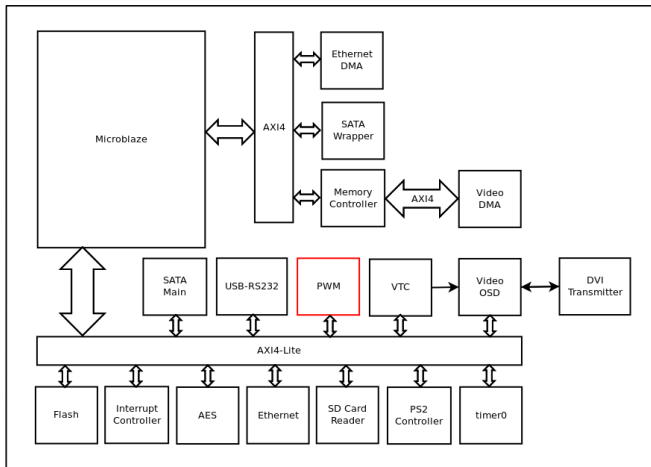 Ethernet
DMA
Microblaze
AXI4
SATA
Wrapper
Memory
Controller
AXI4
Video
DMA
SATA
Main
USB-RS232
PWM
VTC
Video
OSD
DVI
Transmitter
AXI4-Lite
Flash
Interrupt
Controller
AES
Ethernet
SD Card
Reader
PS2
Controller
timer0